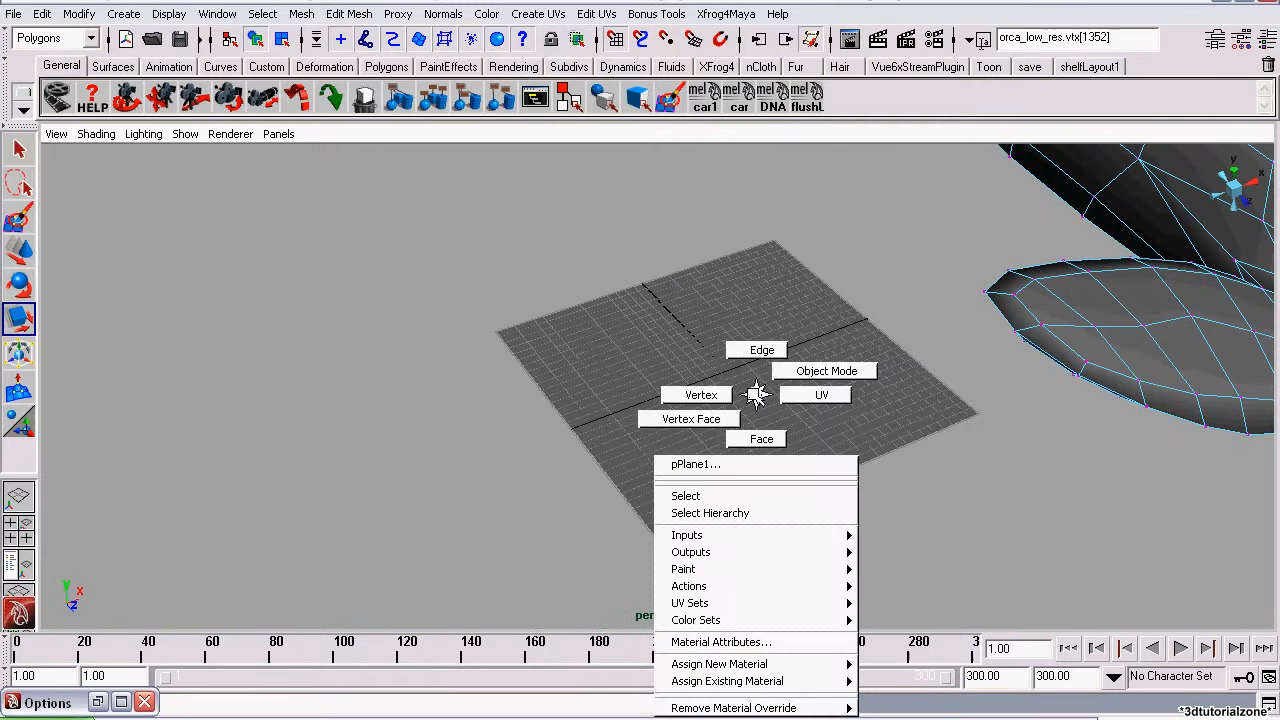 File Edit Modify Create Display Window Select Mesh Edit Mesh Proxy Normals Color Create UVs Edit UVs Bonus Tools Xfrog4Maya Help
Polygons orca_low_res.vtx[1352]
General Surfaces Animation Curves Custom Deformation Polygons PaintEffects Rendering Subdivs Dynamics Fluids XFrog4 nCloth Fur Hair Vue6xStreamPlugin Toon save shelfLayout1
HELP mel car1 mel car mel DNA mel flushL
View Shading Lighting Show Renderer Panels
y
x
z
Edge
Object Mode
Vertex UV
Vertex Face
Face
pPlane1...
Select
Select Hierarchy
Inputs
Outputs
Paint
Actions
UV Sets
Color Sets
Material Attributes...
Assign New Material
Assign Existing Material
Remove Material Override
y
x
z
per
0 20 40 60 80 100 120 140 160 180 280 3
1.00
1.00 1.00 1 300 300.00 300.00 No Character Set
Options
*3dtutorialzone*